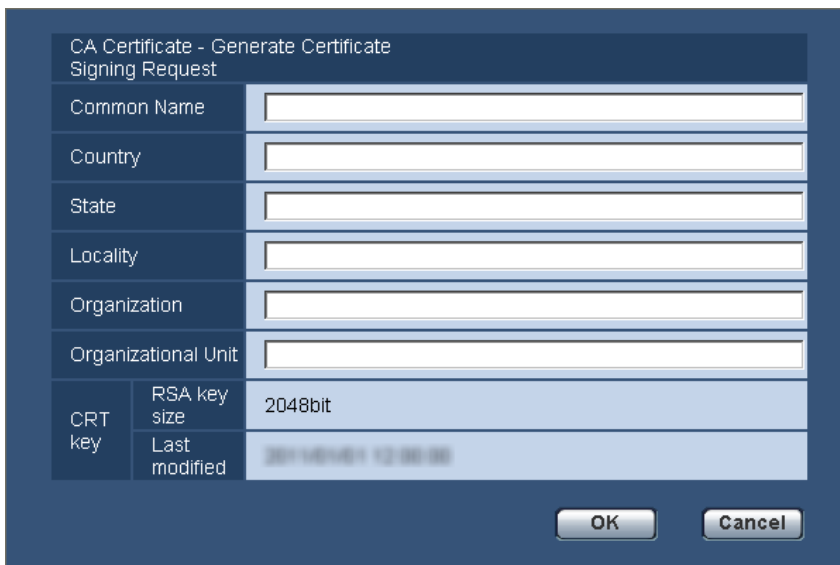 CA Certificate - Generate Certificate
Signing Request
Common Name
Country
State
Locality
Organization
Organizational Unit
CRT
key
RSA key
size
2048bit
Last
modified
OK
Cancel